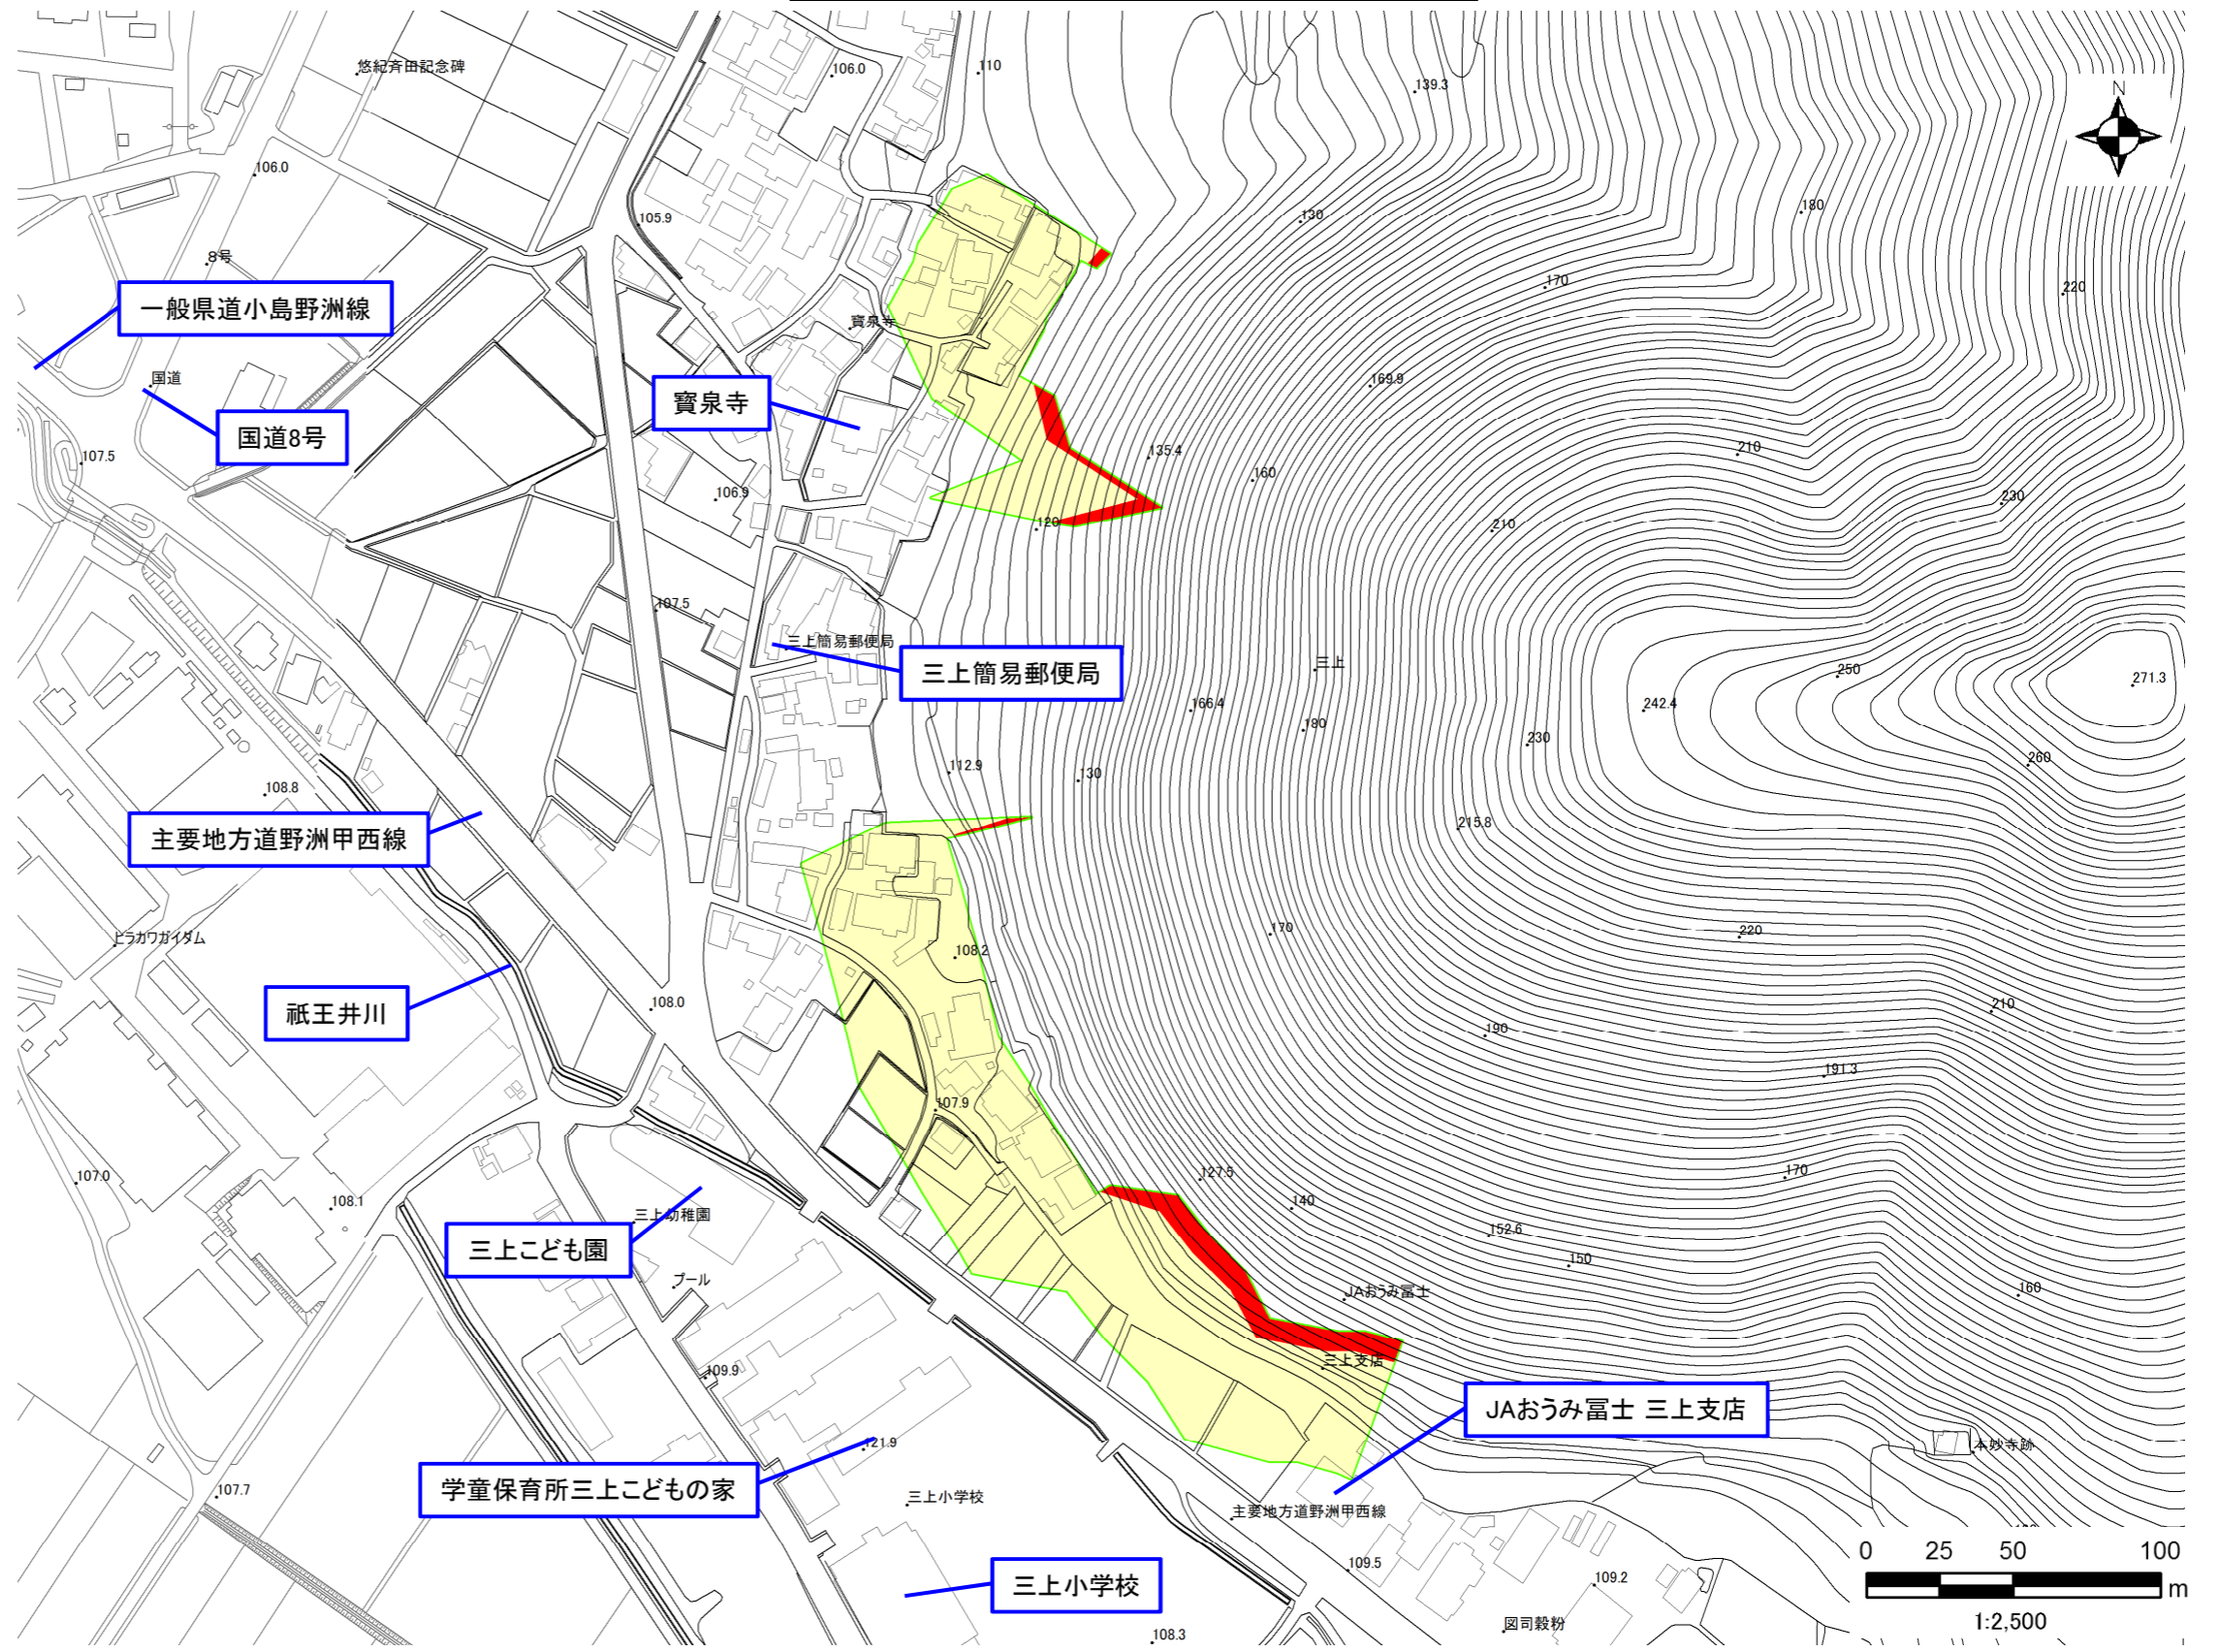 悠紀斉田記念碑
106.0
110
139.3
N
106.0
105.9
130
180
8号
170
220
一般県道小島野洲線
寶泉寺
国道
169.9
寳泉寺
国道8号
107.5
135.4
210
160
106.9
230
120
210
107.5
三上簡易郵便局
三上
250
三上簡易郵便局
271.3
166.4
242.4
180
230
112.9
130
260
108.8
主要地方道野洲甲西線
215.8
170
220
ヒラカワガイダム
108.2
祇王井川
108.0
210
190
191.3
107.9
107.0
127.5
170
108.1
140
三上幼稚園
152.6
三上こども園
150
プール
JAおうみ冨士
160
三上支店
109.9
JAおうみ冨士 三上支店
121.9
本妙寺跡
学童保育所三上こどもの家
107.7
三上小学校
主要地方道野洲甲西線
0 25 50 100
m
109.5
109.2
三上小学校
図司穀粉
1:2,500
108.3